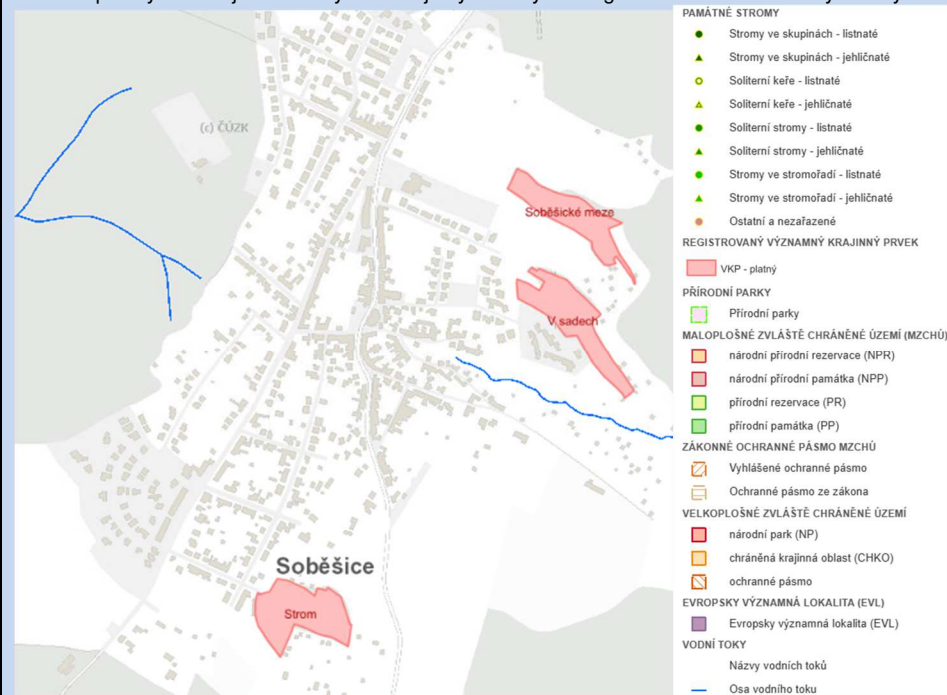 (c) ČÚZK
Soběšické meze
V sadech
Soběšice
Strom
PAMÁTNÉ STROMY
Stromy ve skupinách - listnaté
Stromy ve skupinách - jehličnaté
Soliterní keře - listnaté
Soliterní keře - jehličnaté
Soliterní stromy - listnaté
Soliterní stromy - jehličnaté
Stromy ve stromořadí - listnaté
Stromy ve stromořadí - jehličnaté
Ostatní a nezařazené
REGISTROVANÝ VÝZNAMNÝ KRAJINNÝ PRVEK
VKP - platný
PŘÍRODNÍ PARKY
Přírodní parky
MALOPLOŠNÉ ZVLÁŠTĚ CHRÁNĚNÉ ÚZEMÍ (MZCHÚ)
národní přírodní rezervace (NPR)
národní přírodní památka (NPP)
přírodní rezervace (PR)
přírodní památka (PP)
ZÁKONNÉ OCHRANNÉ PÁSMO MZCHÚ
Vyhlášené ochranné pásmo
Ochranné pásmo ze zákona
VELKOPLOŠNÉ ZVLÁŠTĚ CHRÁNĚNÉ ÚZEMÍ
národní park (NP)
chráněná krajinná oblast (CHKO)
ochranné pásmo
EVROPSKY VÝZNAMNÁ LOKALITA (EVL)
Evropsky významná lokalita (EVL)
VODNÍ TOKY
Názvy vodních toků
Osa vodního toku